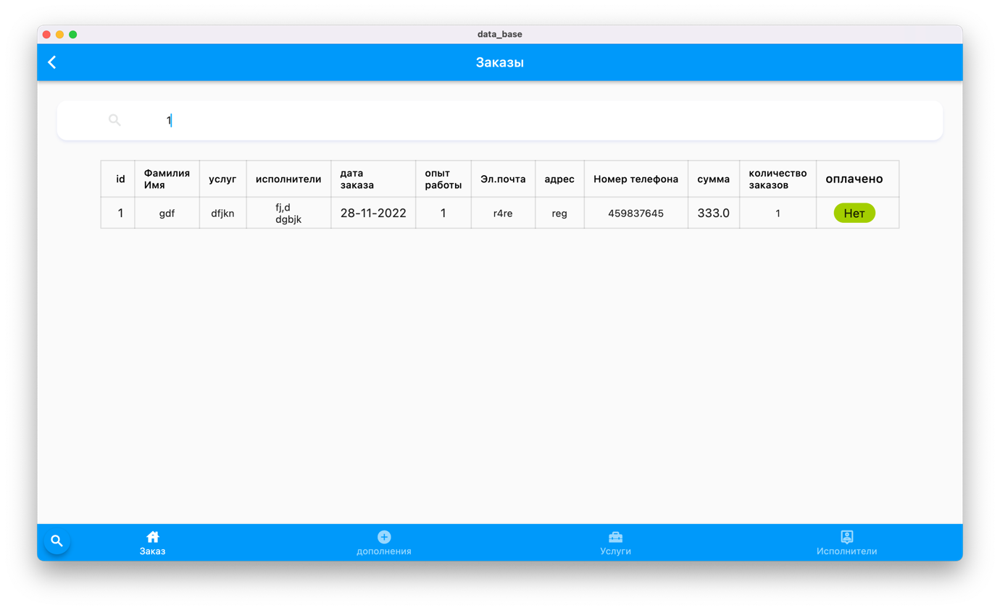 data_base
Заказы
1
id
Фамилия
Имя
услуг
исполнители
дата
заказа
опыт
работы
Эл.почта
адрес
Номер телефона
сумма
количество
заказов
оплачено
1
gdf
dfjkn
fj,d
dgbjk
28-11-2022
1
r4re
reg
459837645
333.0
1
Нет
Заказ
дополнения
Услуги
Исполнители